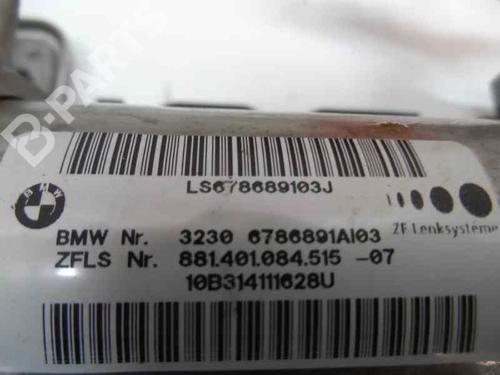 B-PARTS
LS678689103J
BMW
ZF Lenksysteme
BMW Nr. 3230 6786891AI03
ZFLS Nr. 881.401.084.515 -07
10B314111628U